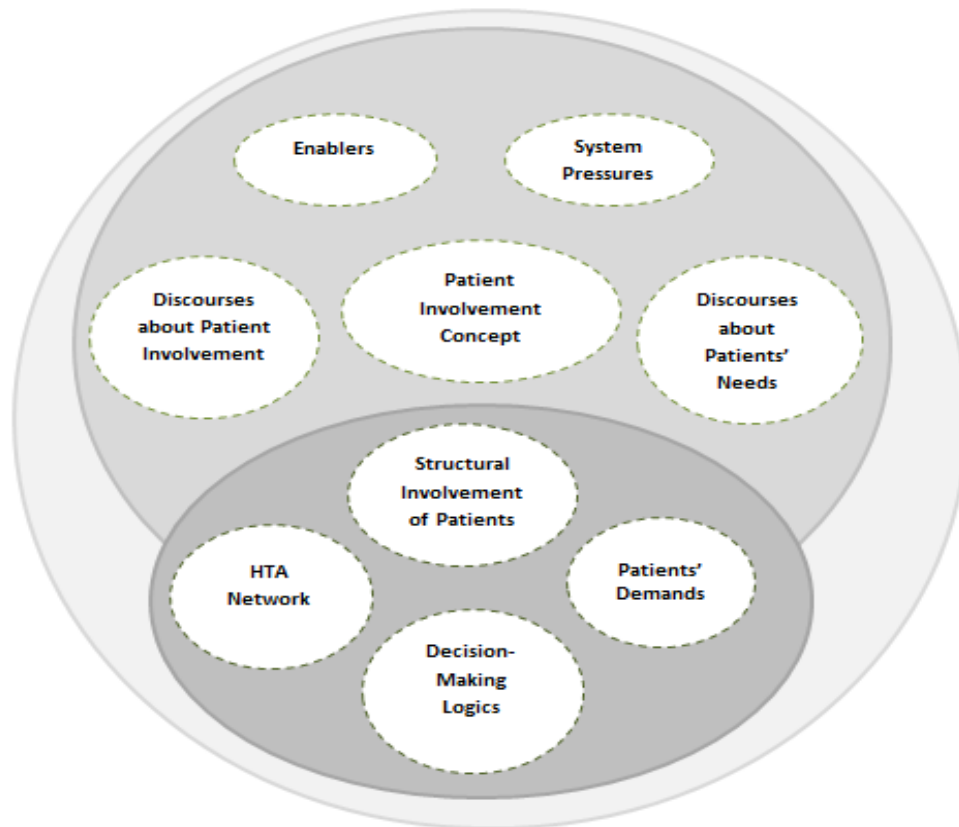 Enablers
System
Pressures
Discourses
about Patient
Involvement
Patient
Involvement
Concept
Discourses
about
Patients’
Needs
Structural
Involvement
of Patients
HTA
Network
Patients’
Demands
Decision-
Making
Logics